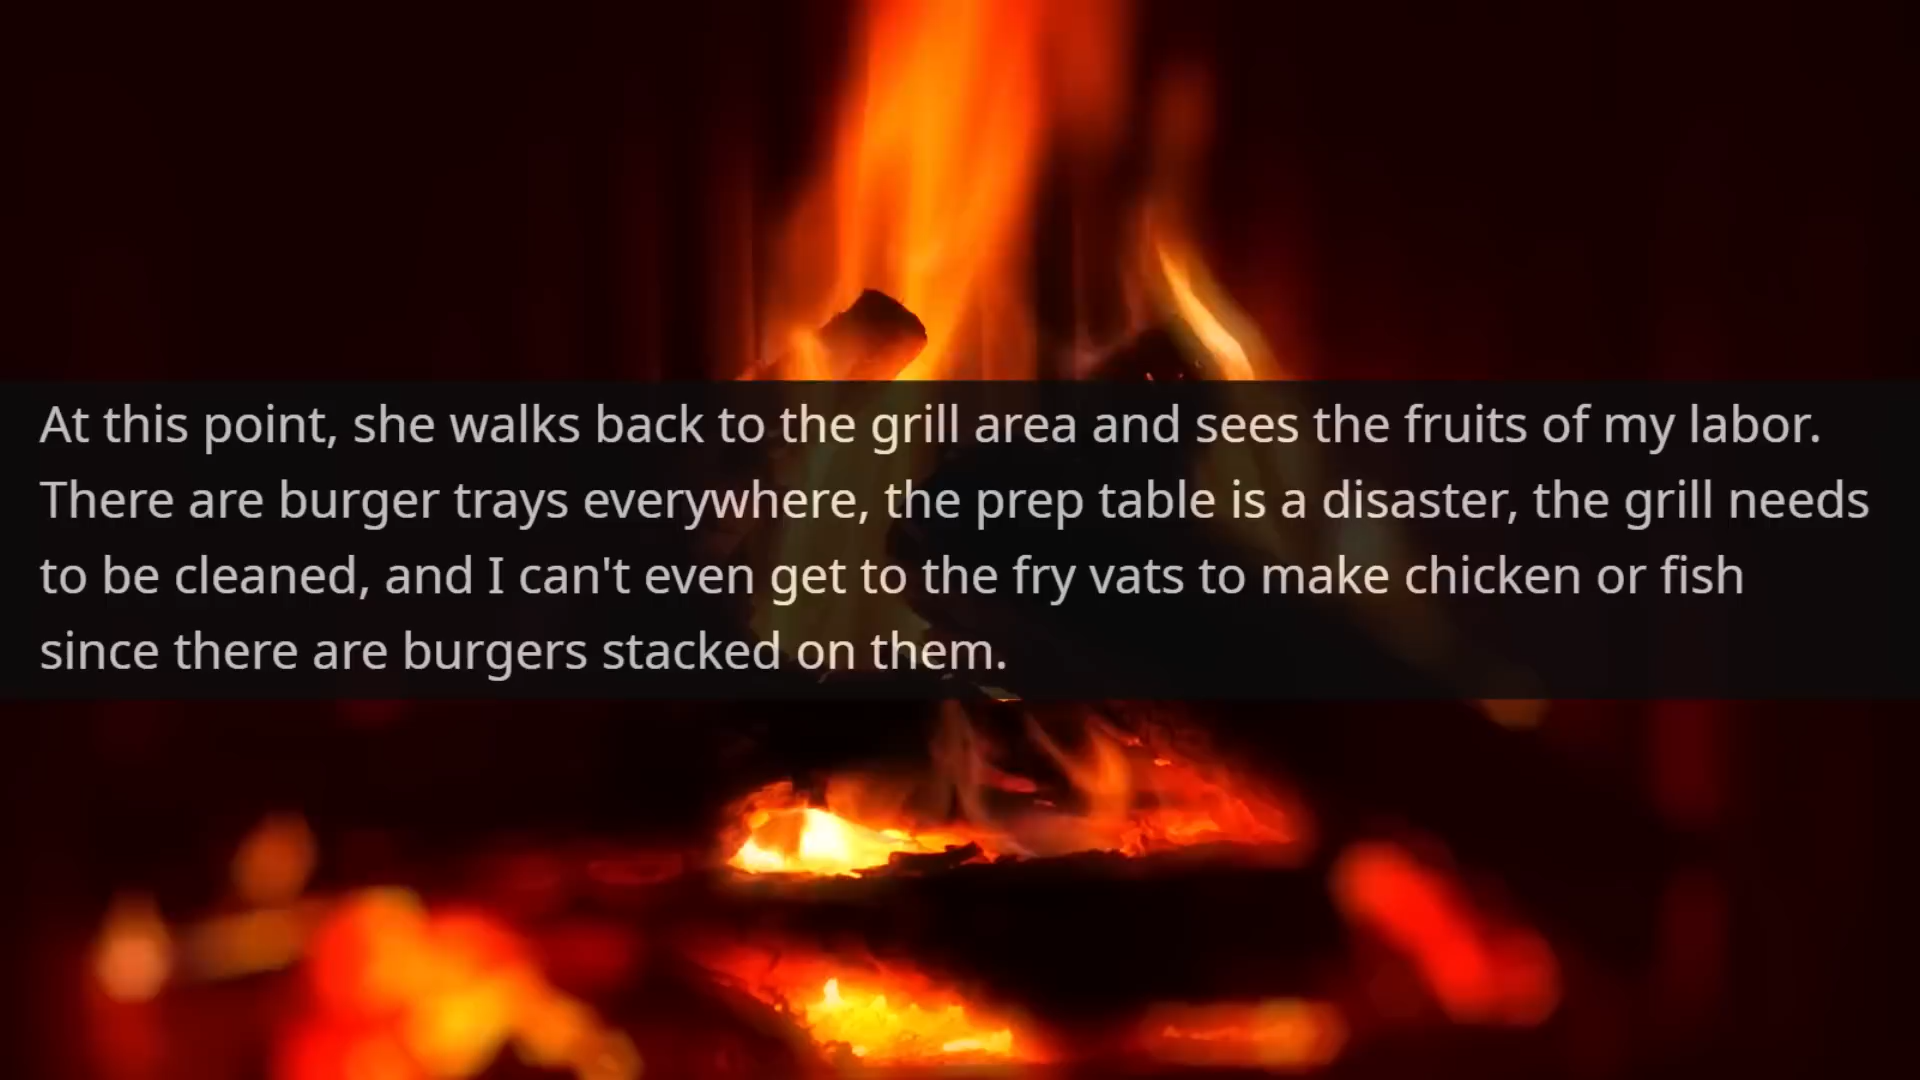 At this point, she walks back to the grill area and sees the fruits of my labor.
There are burger trays everywhere, the prep table is a disaster, the grill needs
to be cleaned, and I can't even get to the fry vats to make chicken or fish
since there are burgers stacked on them.